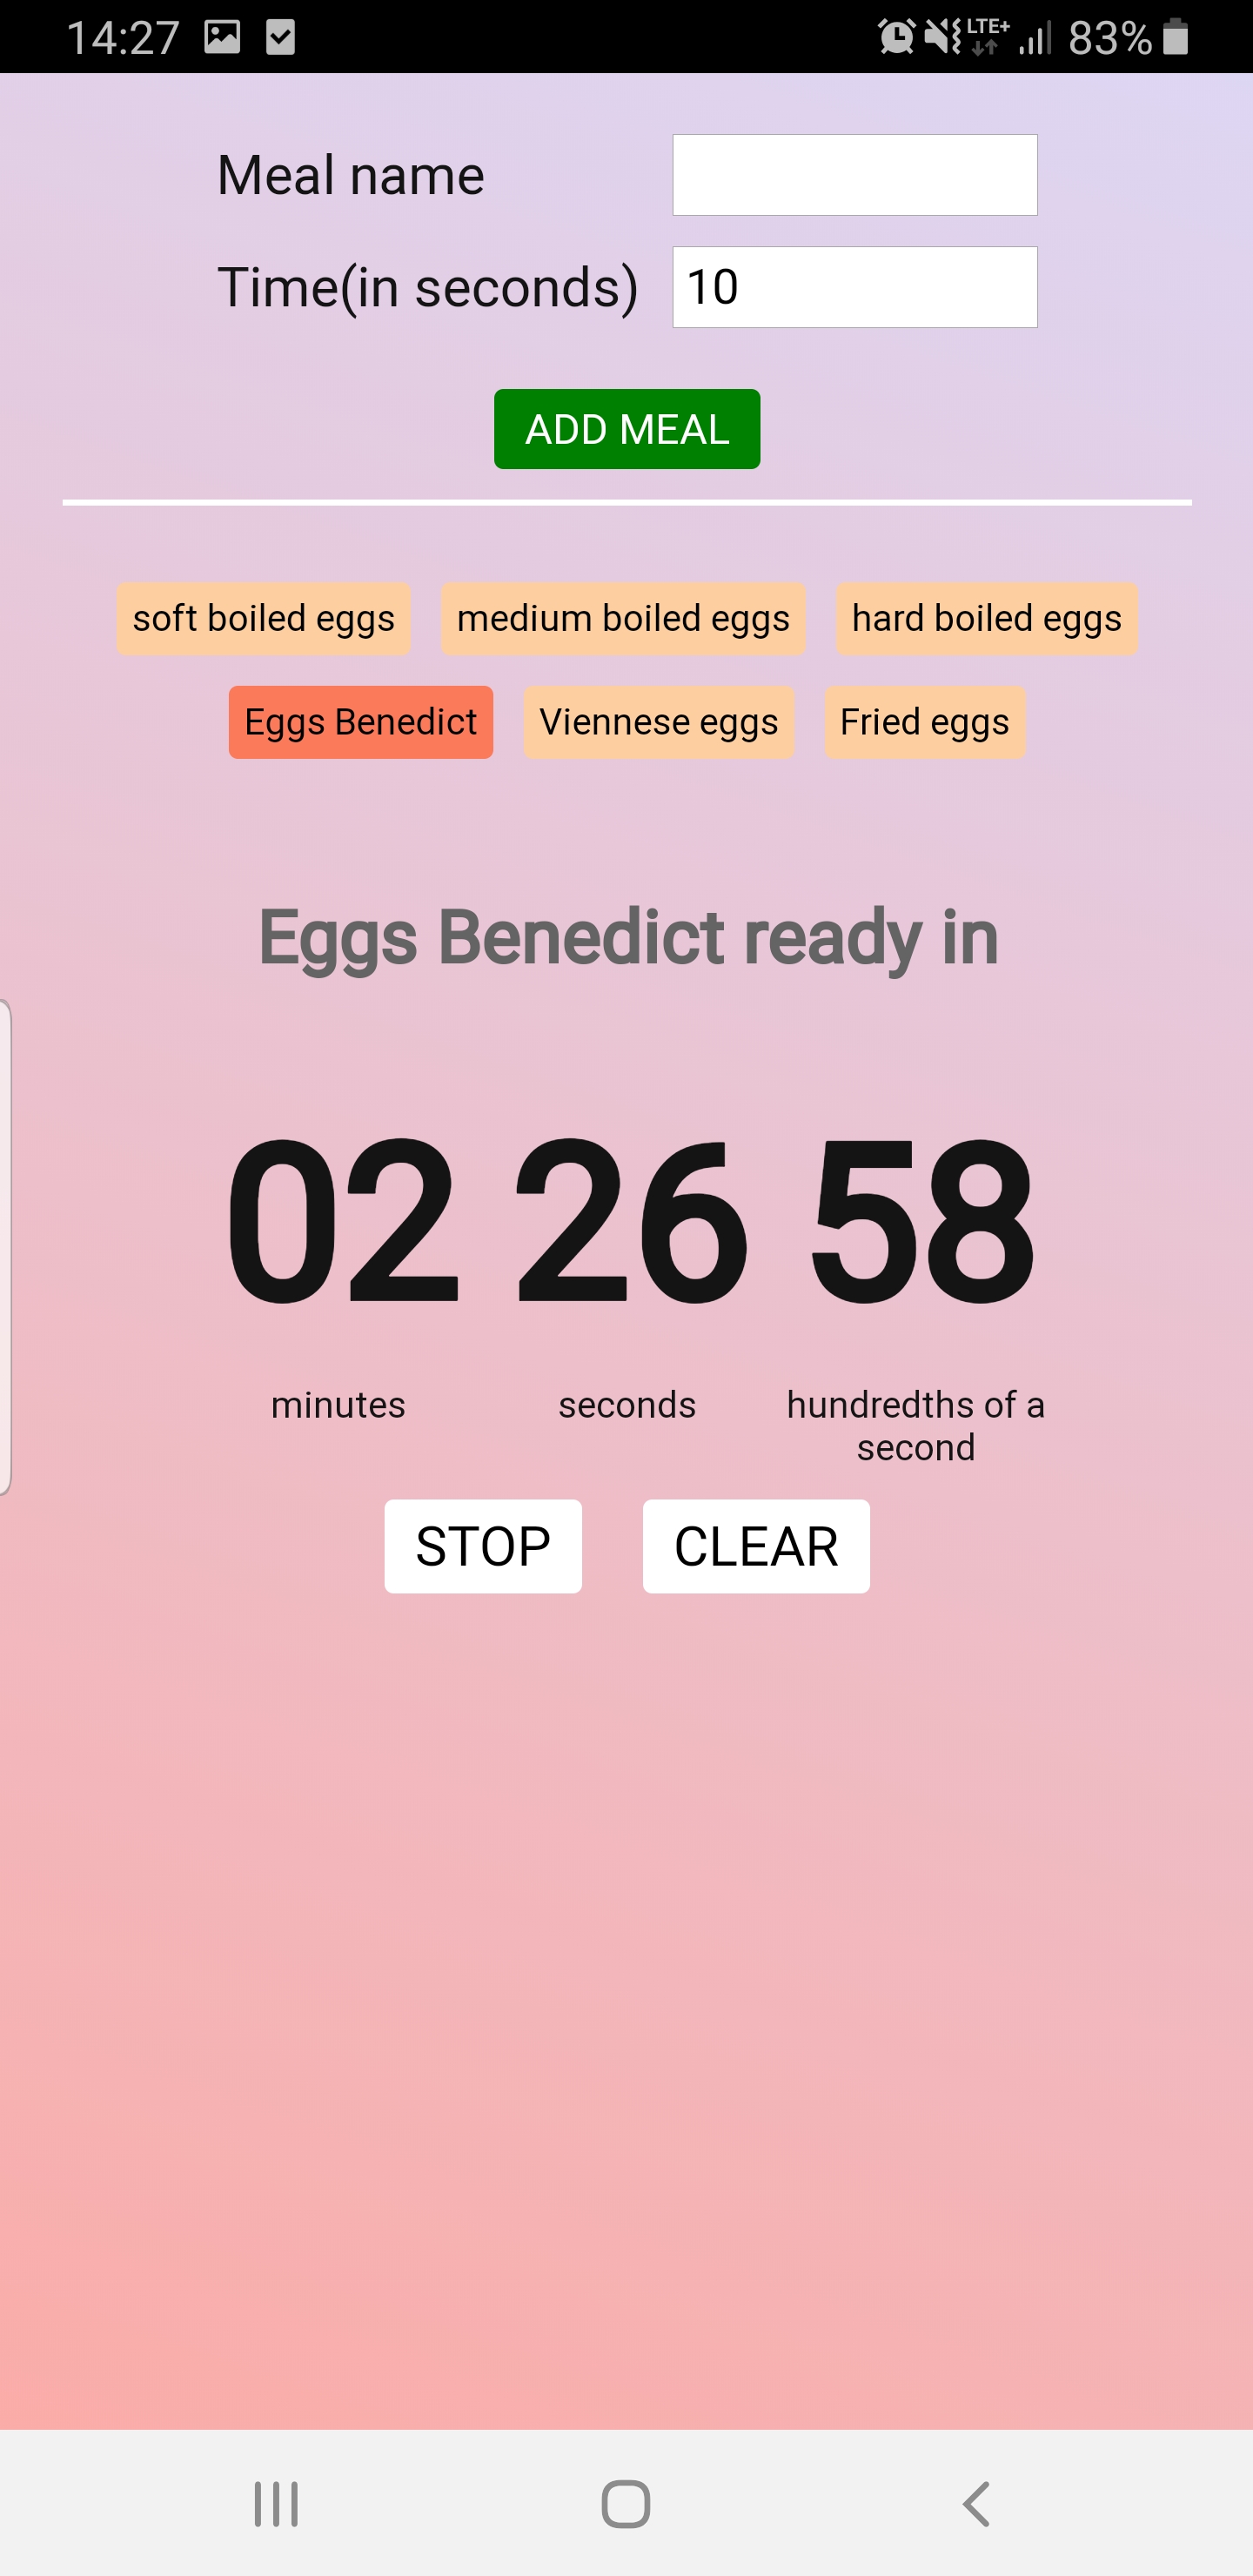 14:27 LTE+ 83%
Meal name
Time(in seconds) 10
ADD MEAL
soft boiled eggs medium boiled eggs hard boiled eggs
Eggs Benedict Viennese eggs Fried eggs
Eggs Benedict ready in
02 26 58
minutes seconds hundredths of a
second
STOP CLEAR